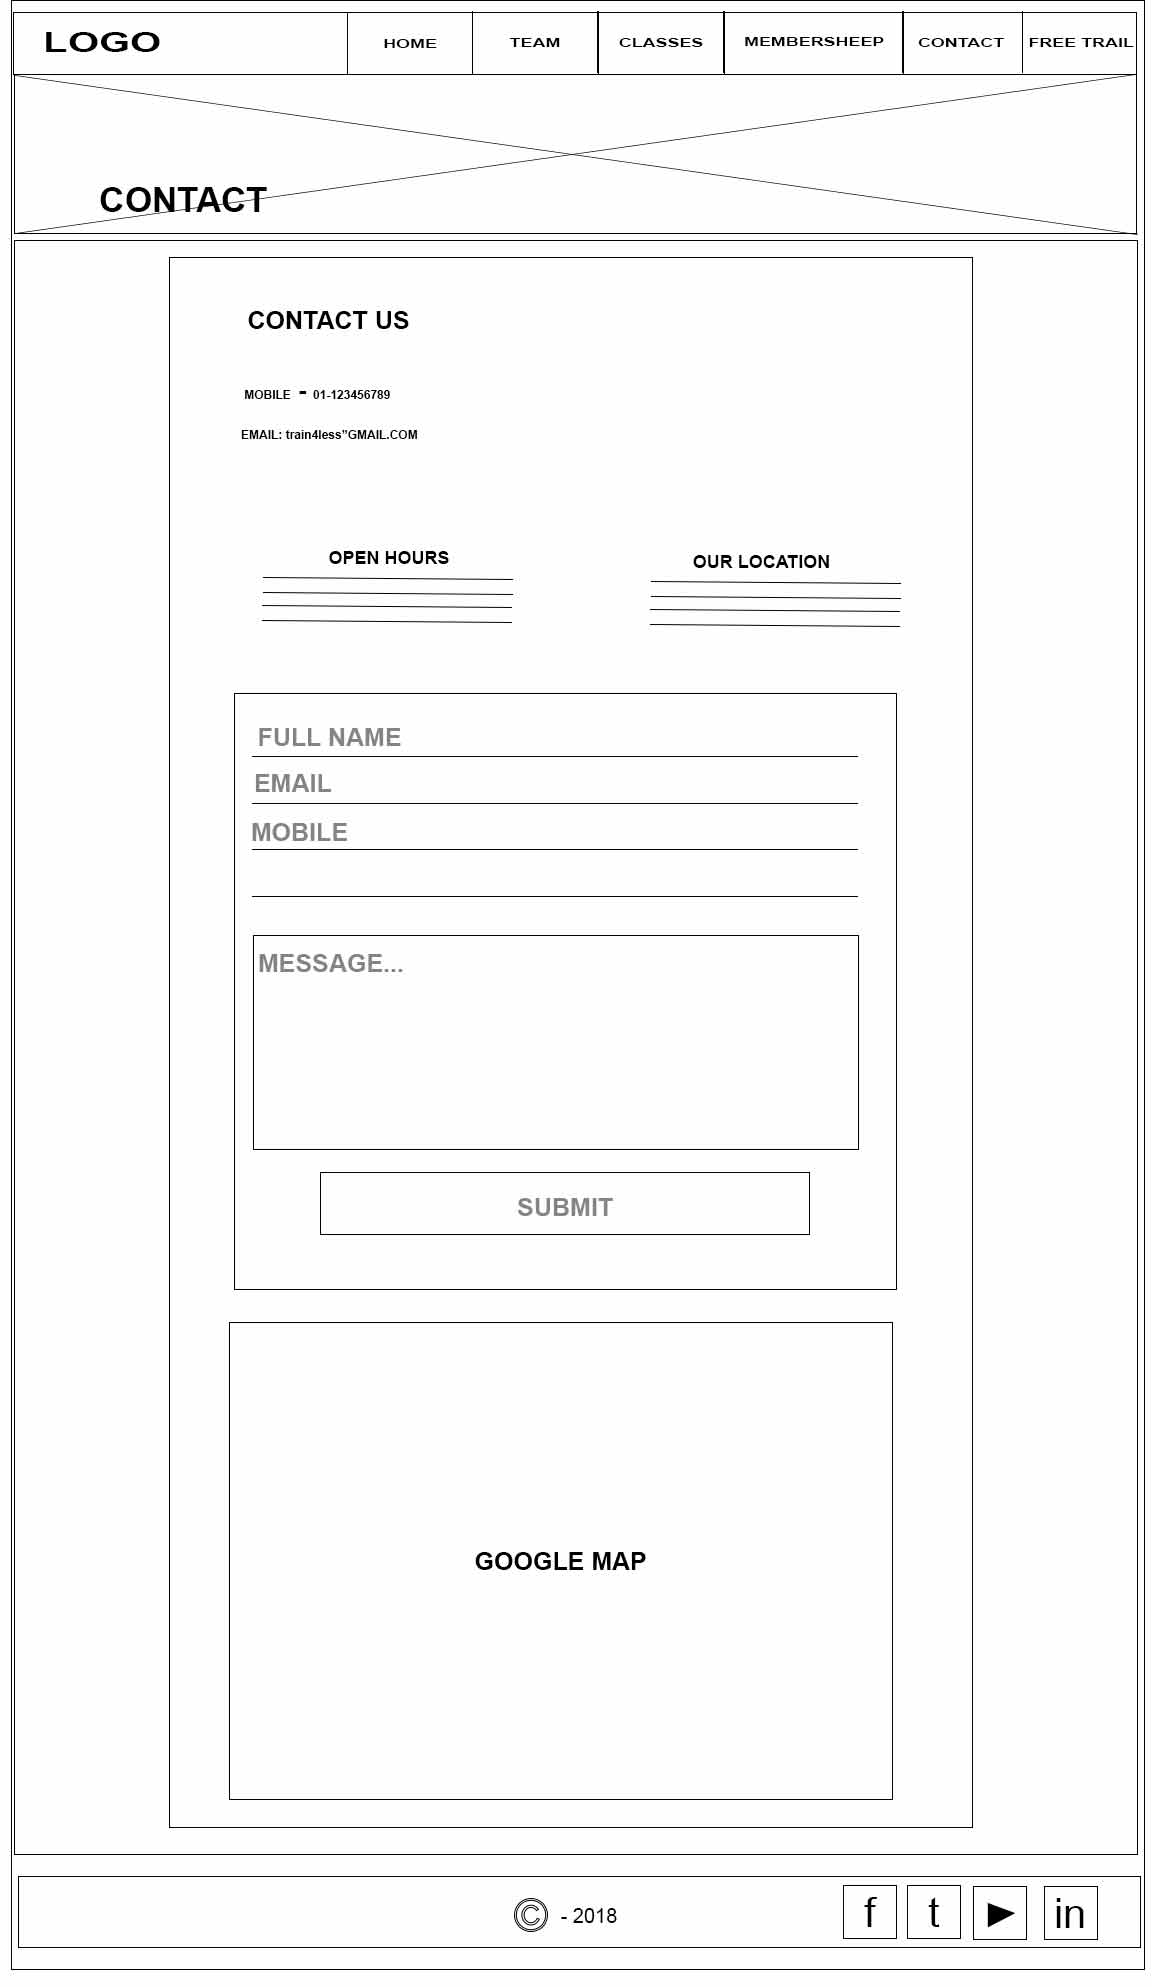 LOGO HOME TEAM CLASSES MEMBERSHEEP CONTACT FREE TRAIL
CONTACT
CONTACT US
MOBILE - 01-123456789
EMAIL: train4less"GMAIL.COM
OPEN HOURS
OUR LOCATION
FULL NAME
EMAIL
MOBILE
MESSAGE...
SUBMIT
GOOGLE MAP
© - 2018
f t in